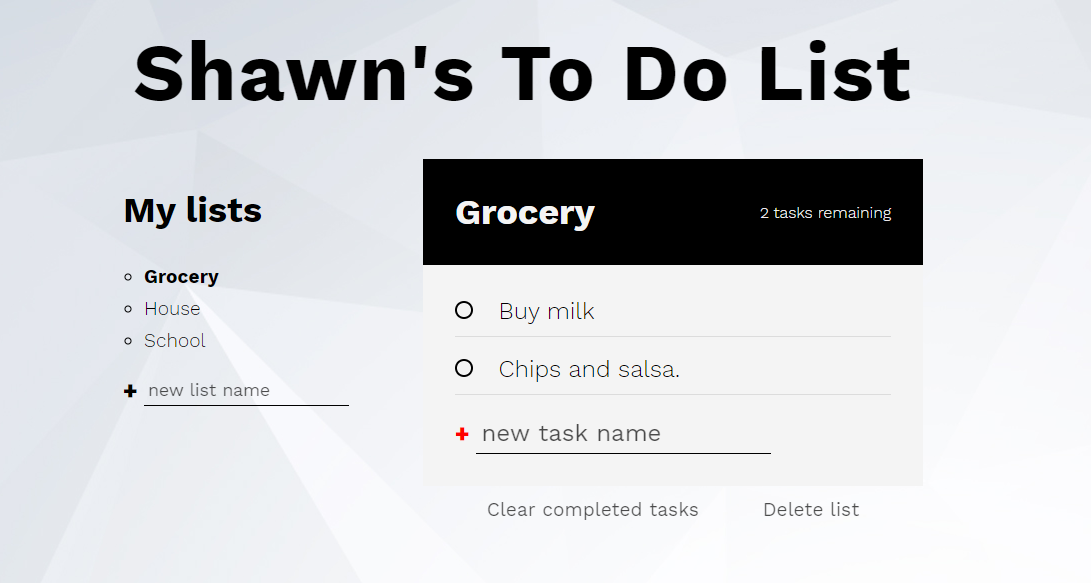 Shawn's To Do List
My lists
Grocery
House
School
+ new list name
Grocery
2 tasks remaining
Buy milk
Chips and salsa.
+ new task name
Clear completed tasks
Delete list